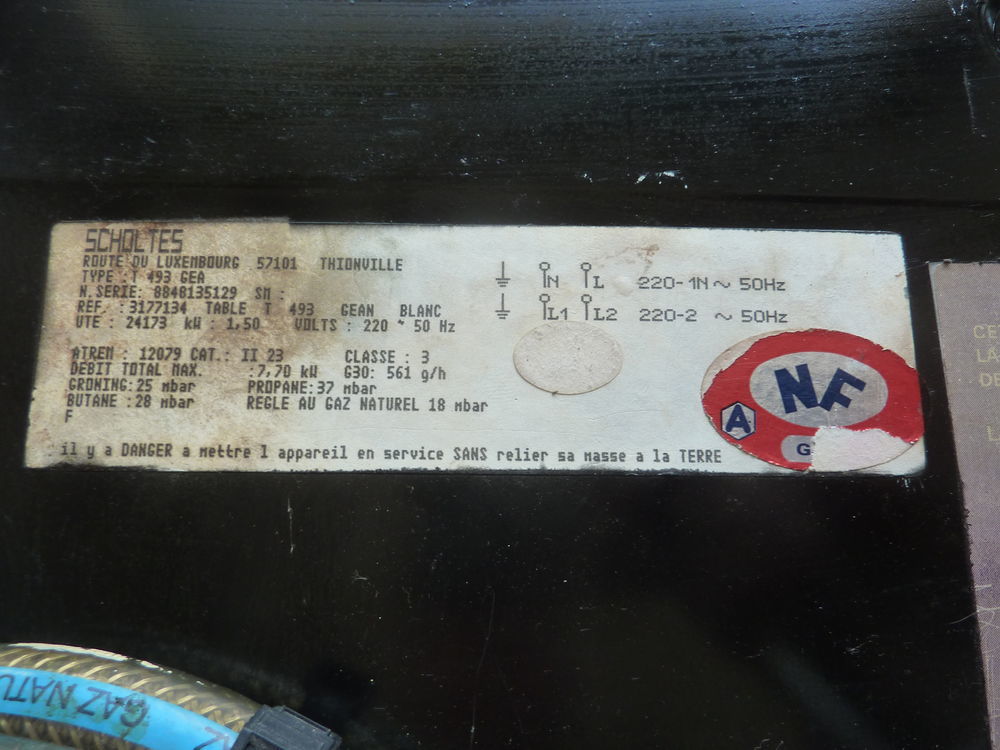 SCHOLTES
ROUTE DU LUXEMBOURG 57101 THIONVILLE
TYPE : T 493 GEA
N.SERIE: 8848135129 SM :
REF. : 3177134 TABLE T 493 GEAN BLANC
UTE : 24173 kW : 1,50 VOLTS : 220 ~ 50 Hz
ATREM : 12079 CAT.: II 23 CLASSE : 3
DEBIT TOTAL MAX. : 7,70 kW G30: 561 g/h
GRONING: 25 mbar PROPANE: 37 mbar
BUTANE : 28 mbar REGLE AU GAZ NATUREL 18 mbar
F
il y a DANGER a mettre l appareil en service SANS relier sa masse a la TERRE
N L 220-1N ~ 50Hz
L1 L2 220-2 ~ 50Hz
NF
A
G
CE
LA
DE
L
GAZ NATU